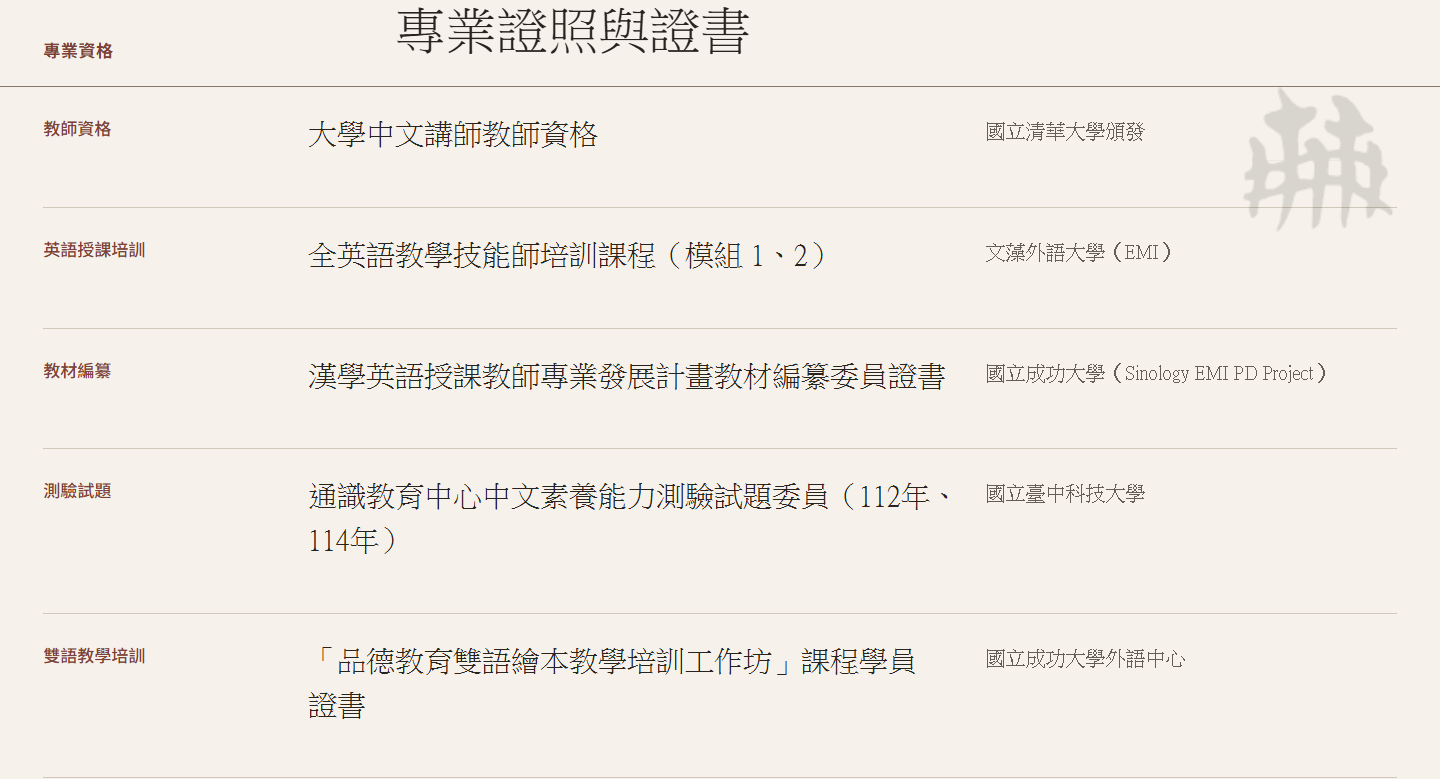 專業證照與證書
專業資格
教師資格
大學中文講師教師資格
國立清華大學頒發
英語授課培訓
全英語教學技能師培訓課程（模組 1、2）
文藻外語大學（EMI）
教材編纂
漢學英語授課教師專業發展計畫教材編纂委員證書
國立成功大學（Sinology EMI PD Project）
測驗試題
通識教育中心中文素養能力測驗試題委員（112年、
114年）
國立臺中科技大學
雙語教學培訓
「品德教育雙語繪本教學培訓工作坊」課程學員
證書
國立成功大學外語中心